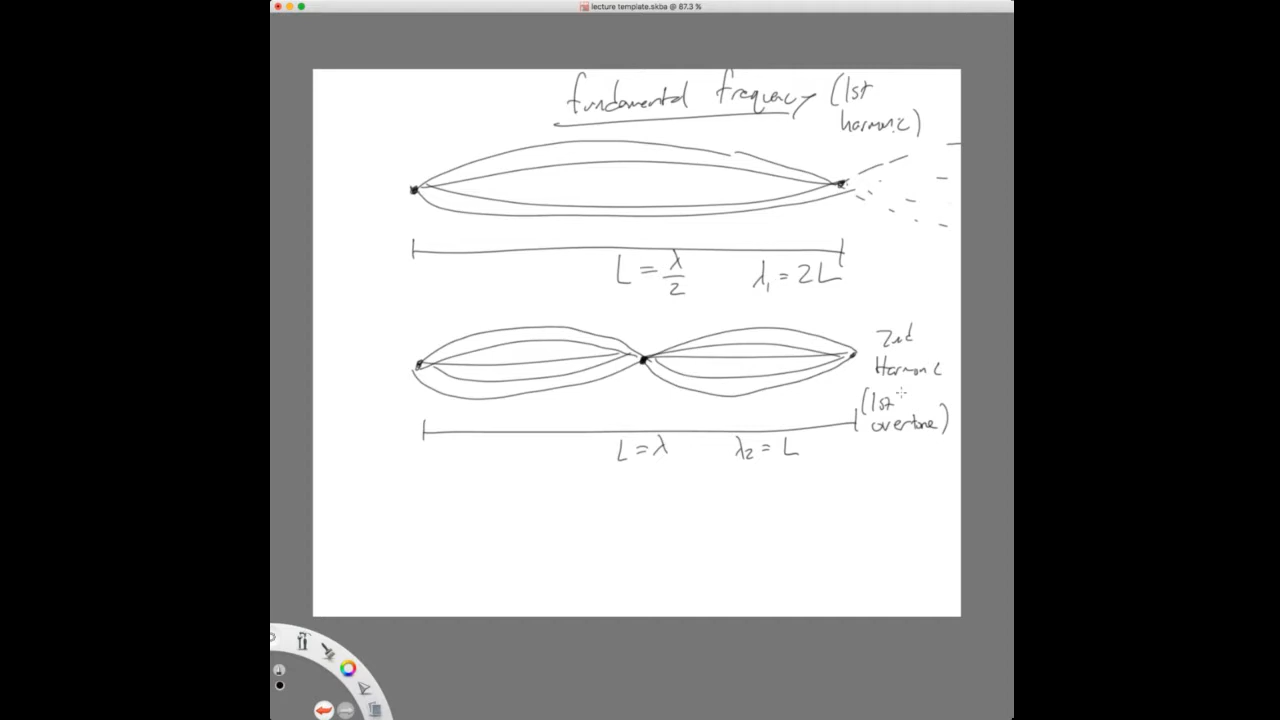 lecture template.skba @ 87.3 %
fundamental frequency (1st
harmonic)
L = λ/2 λ₁ = 2L
2nd
Harmonic
(1st
overtone)
L = λ λ₂ = L